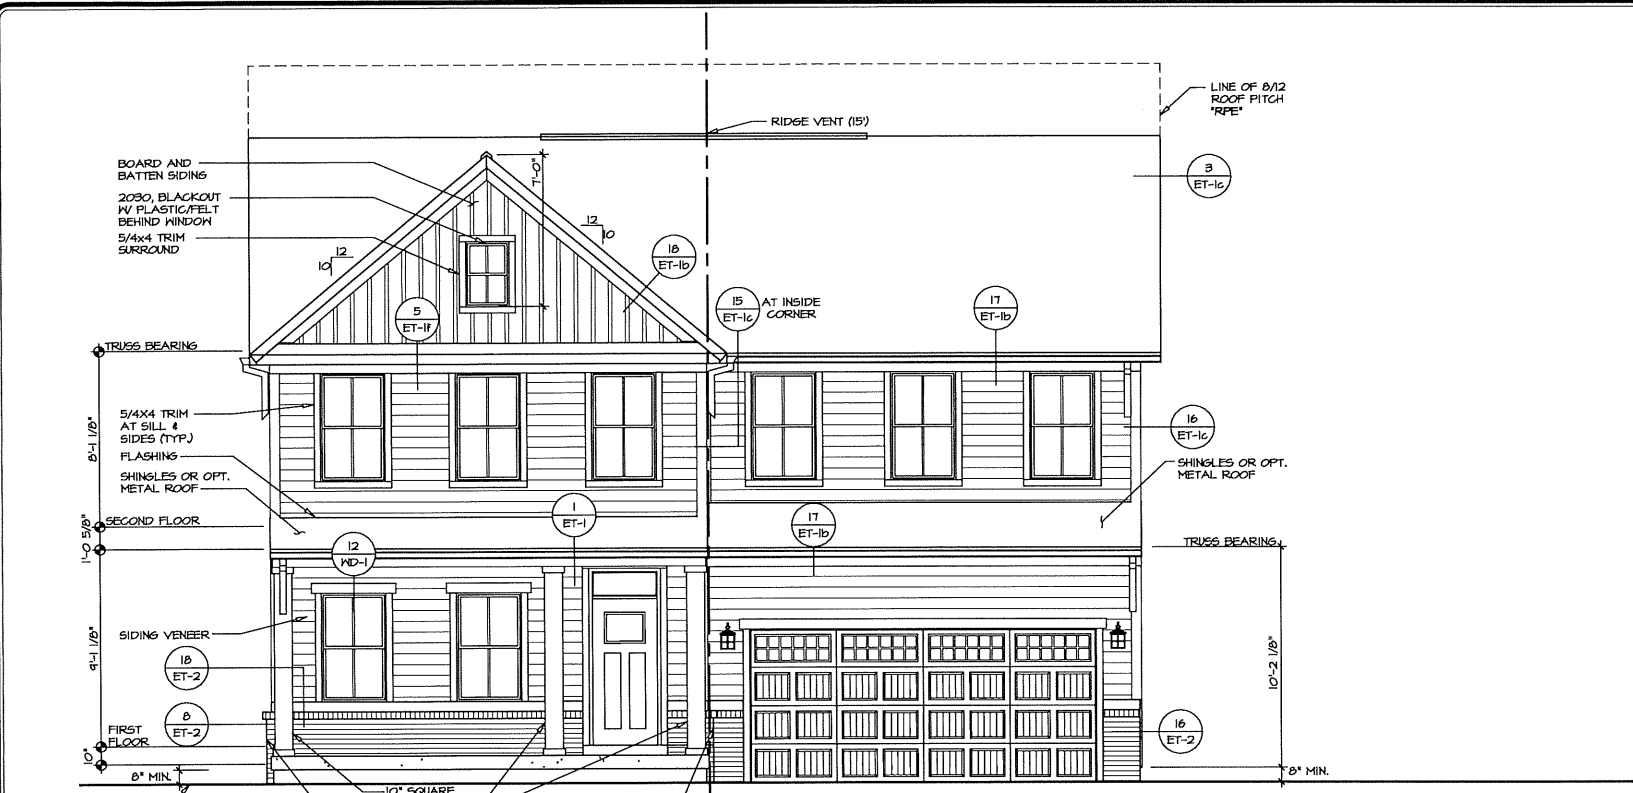 LINE OF 8/12
ROOF PITCH
"RPE"
RIDGE VENT (15')
BOARD AND
BATTEN SIDING
3
ET-1c
7'-0"
2030, BLACKOUT
W/ PLASTIC/FELT
BEHIND WINDOW
5/4x4 TRIM
SURROUND
12
10
12
10
18
ET-1b
5
ET-1f
15
ET-1c
AT INSIDE
CORNER
17
ET-1b
TRUSS BEARING
5/4X4 TRIM
AT SILL &
SIDES (TYP.)
8'-1 1/8"
16
ET-1c
FLASHING
SHINGLES OR OPT.
METAL ROOF
SHINGLES OR OPT.
METAL ROOF
SECOND FLOOR
1'-0 5/8"
1
ET-1
17
ET-1b
12
WD-1
TRUSS BEARING
SIDING VENEER
9'-1 1/8"
18
ET-2
10'-2 1/8"
8
ET-2
16
ET-2
FIRST
FLOOR
10"
8" MIN.
8" MIN.
10" SQUARE